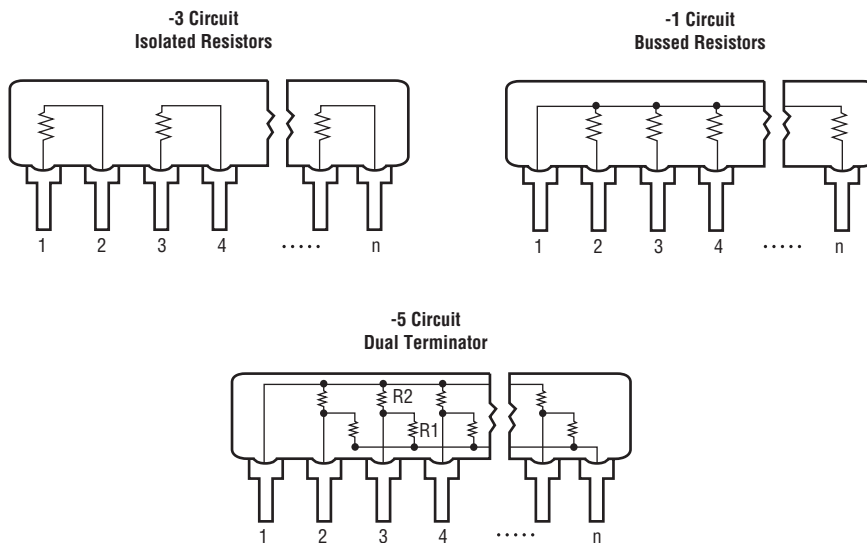 -3 Circuit
Isolated Resistors
1 2 3 4 ..... n
-1 Circuit
Bussed Resistors
1 2 3 4 ..... n
-5 Circuit
Dual Terminator
R2
R1
1 2 3 4 ..... n